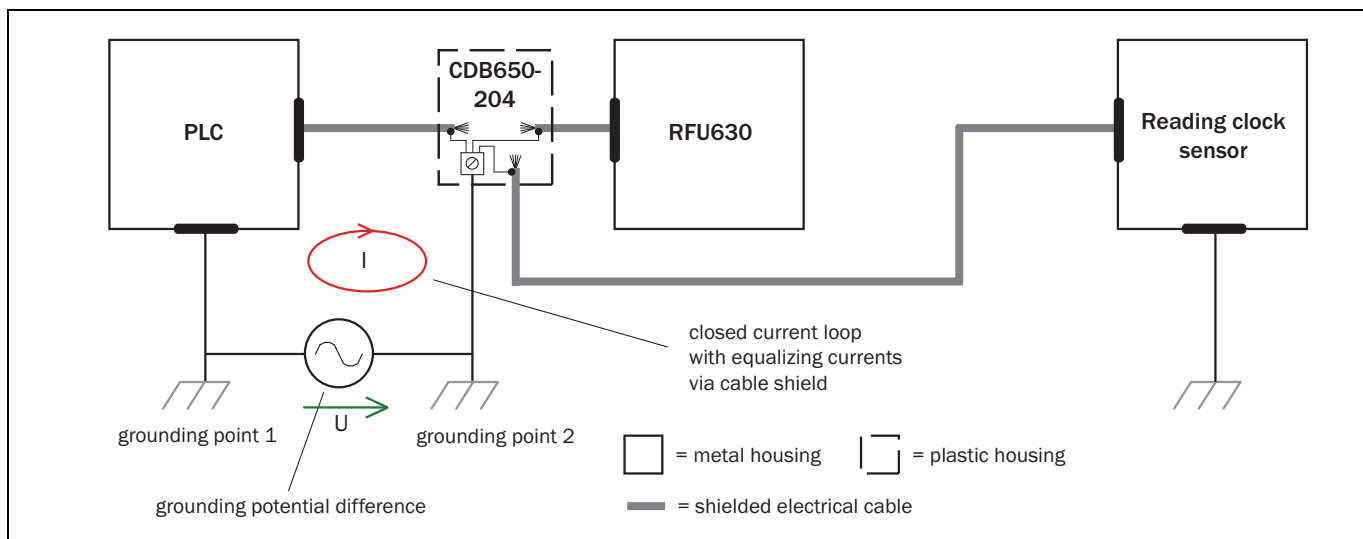 PLC
CDB650-
204
RFU630
Reading clock
sensor
I
closed current loop
with equalizing currents
via cable shield
U
grounding point 1
grounding point 2
grounding potential difference
= metal housing
= plastic housing
= shielded electrical cable